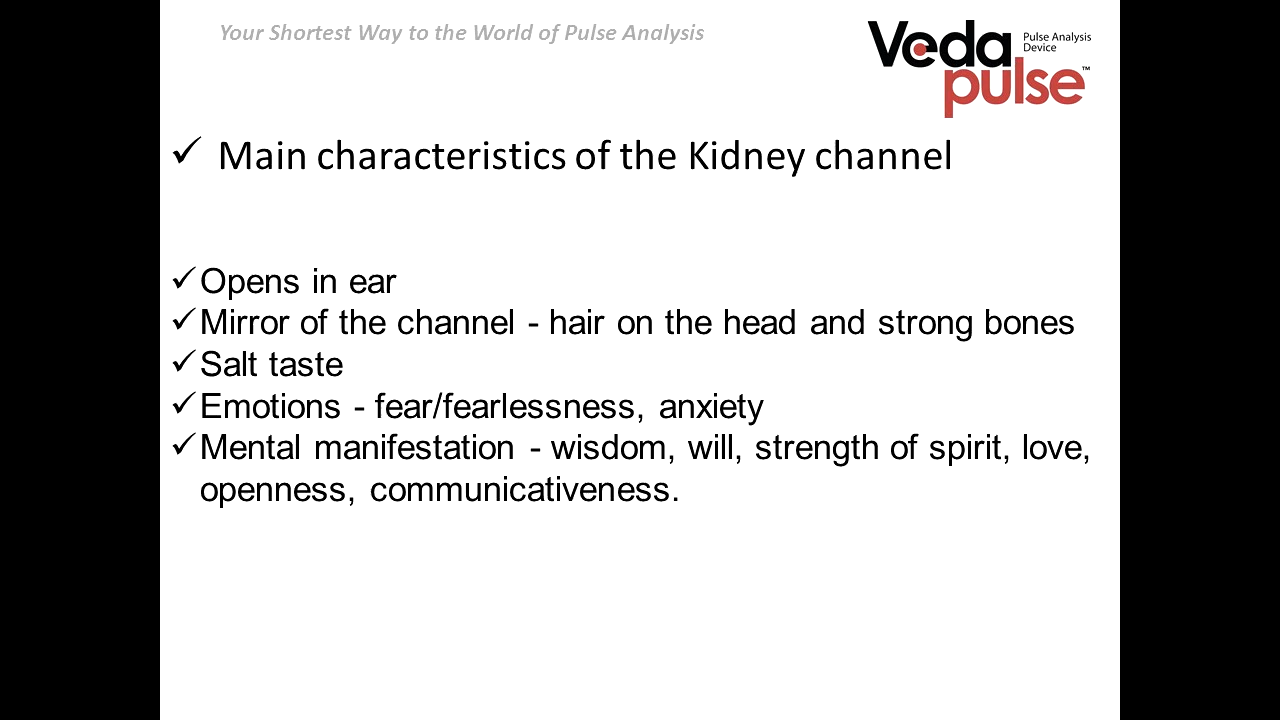 Your Shortest Way to the World of Pulse Analysis
Veda
pulse™
Pulse Analysis
Device
✓ Main characteristics of the Kidney channel
✓ Opens in ear
✓ Mirror of the channel - hair on the head and strong bones
✓ Salt taste
✓ Emotions - fear/fearlessness, anxiety
✓ Mental manifestation - wisdom, will, strength of spirit, love,
openness, communicativeness.